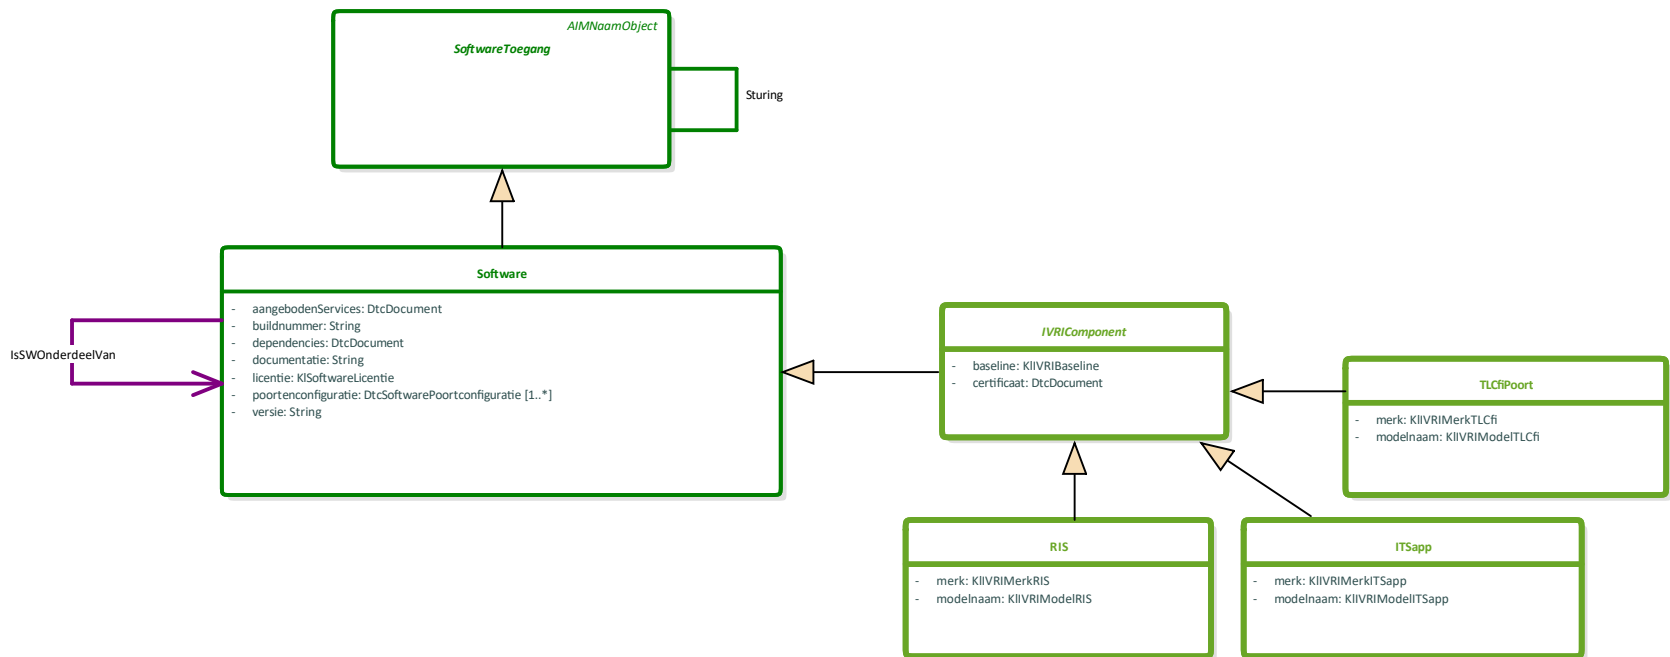 AIMNaamObject
SoftwareToegang
Sturing
Software
- aangebodenServices: DtcDocument
- buildnummer: String
- dependencies: DtcDocument
- documentatie: String
- licentie: KlSoftwareLicentie
- poortenconfiguratie: DtcSoftwarePoortconfiguratie [1..*]
- versie: String
IsSWOnderdeelVan
IVRIComponent
- baseline: KlIVRIBaseline
- certificaat: DtcDocument
TLCfiPoort
- merk: KlIVRIMerkTLCfi
- modelnaam: KlIVRIModelTLCfi
RIS
- merk: KlIVRIMerkRIS
- modelnaam: KlIVRIModelRIS
ITSapp
- merk: KlIVRIMerkITSapp
- modelnaam: KlIVRIModelITSapp